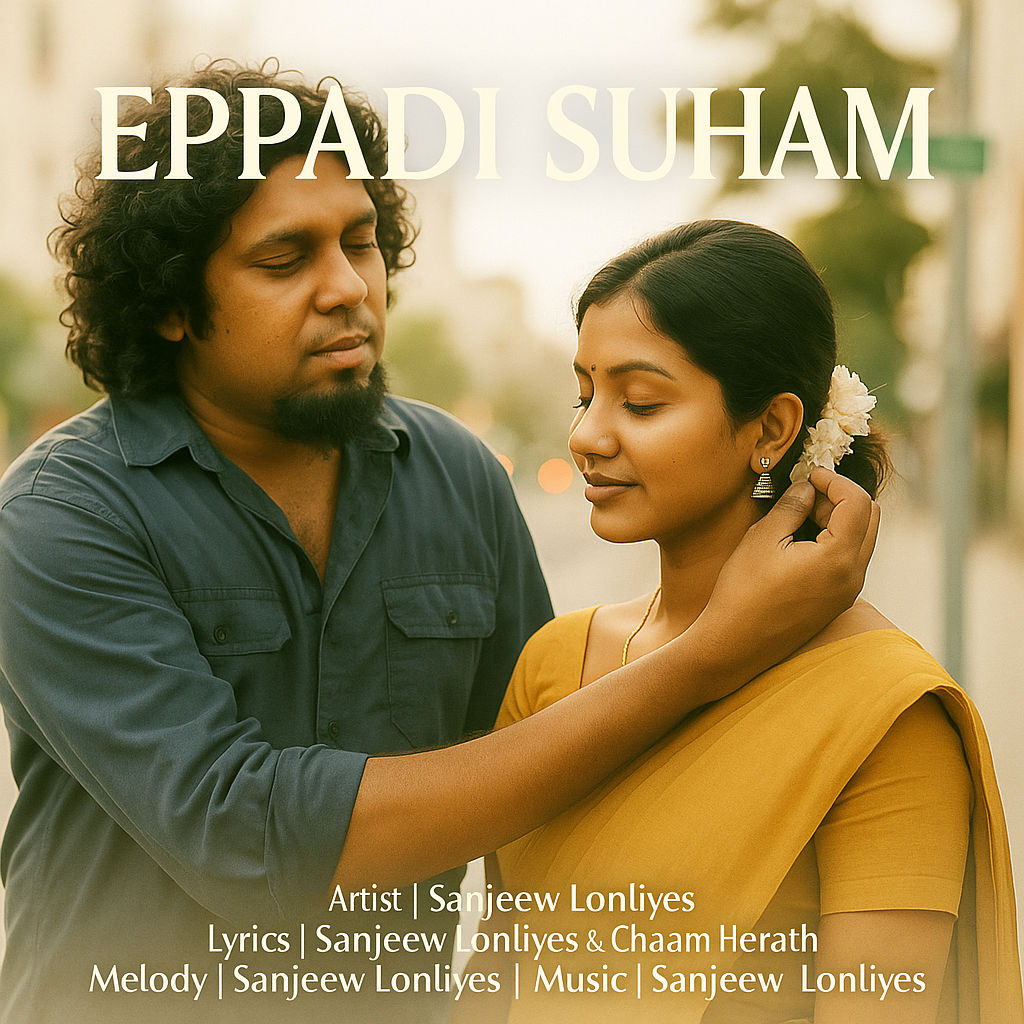 EPPADI SUHAM
Artist | Sanjeew Lonliyes
Lyrics | Sanjeew Lonliyes & Chaam Herath
Melody | Sanjeew Lonliyes | Music | Sanjeew Lonliyes